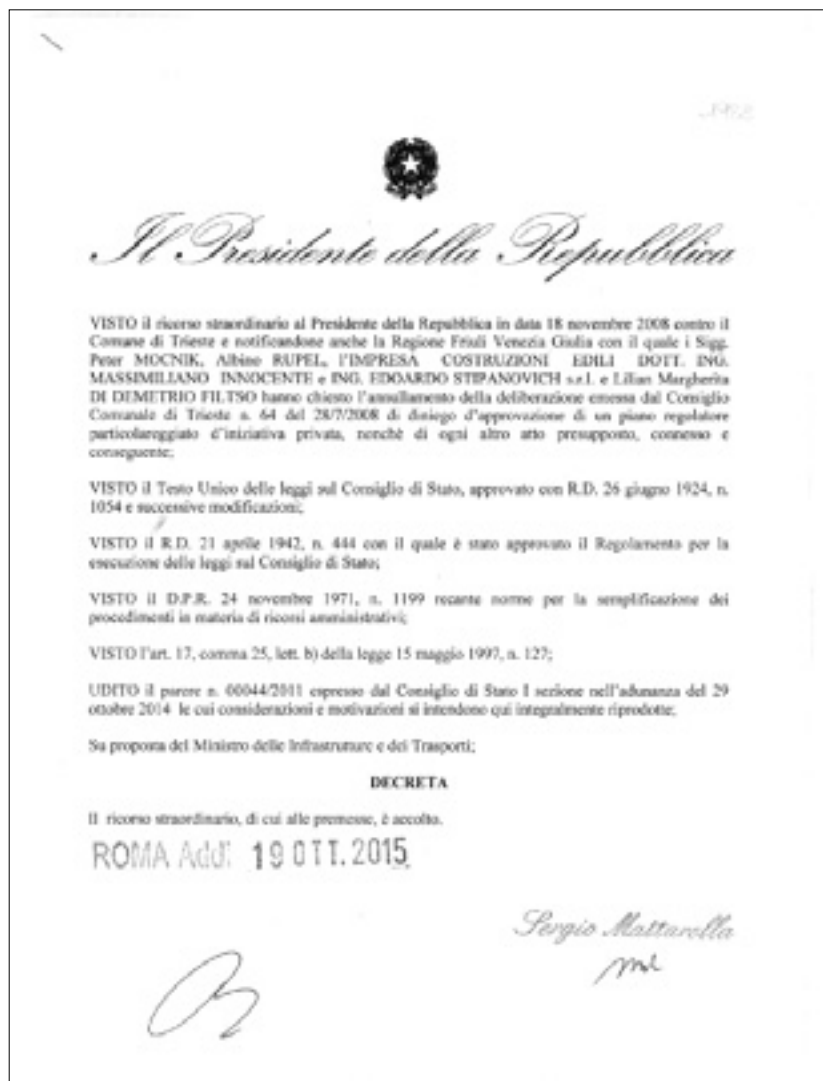 Il Presidente della Repubblica
VISTO il ricorso straordinario al Presidente della Repubblica in data 18 novembre 2008 contro il
Comune di Trieste e notificandone anche la Regione Friuli Venezia Giulia con il quale i Sigg.
Peter MOCNIK, Albino RUPEL, l'IMPRESA COSTRUZIONI EDILI DOTT. ING.
MASSIMILIANO INNOCENTE e ING. EDOARDO STIPANOVICH s.r.l. e Lilian Margherita
DI DEMETRIO FILTSO hanno chiesto l'annullamento della deliberazione emessa dal Consiglio
Comunale di Trieste n. 64 del 28/7/2008 di diniego d'approvazione di un piano regolatore
particolareggiato d'iniziativa privata, nonchè di ogni altro atto presupposto, connesso e
conseguente;
VISTO il Testo Unico delle leggi sul Consiglio di Stato, approvato con R.D. 26 giugno 1924, n.
1054 e successive modificazioni;
VISTO il R.D. 21 aprile 1942, n. 444 con il quale è stato approvato il Regolamento per la
esecuzione delle leggi sul Consiglio di Stato;
VISTO il D.P.R. 24 novembre 1971, n. 1199 recante norme per la semplificazione dei
procedimenti in materia di ricorsi amministrativi;
VISTO l'art. 17, comma 25, lett. b) della legge 15 maggio 1997, n. 127;
UDITO il parere n. 00044/2011 espresso dal Consiglio di Stato I sezione nell'adunanza del 29
ottobre 2014 le cui considerazioni e motivazioni si intendono qui integralmente riprodotte;
Su proposta del Ministro delle Infrastrutture e dei Trasporti;
DECRETA
Il ricorso straordinario, di cui alle premesse, è accolto.
ROMA Addì 19 OTT. 2015
Sergio Mattarella